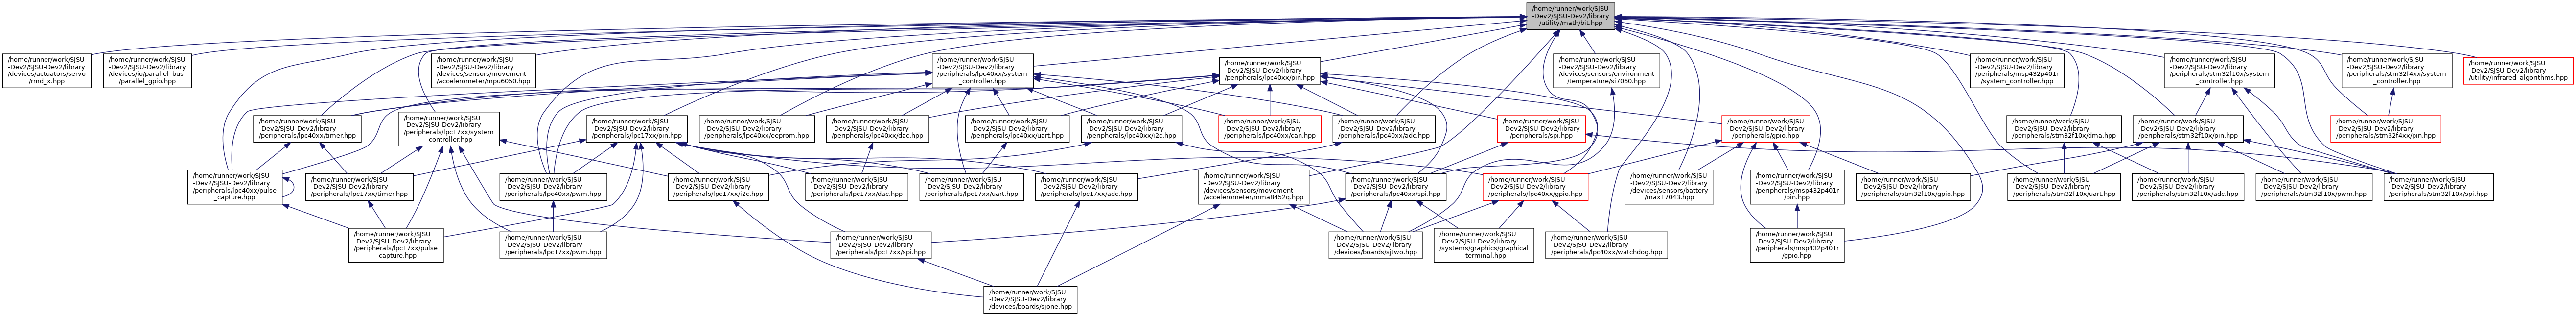 /home/runner/work/SJSU
-Dev2/SJSU-Dev2/library
/utility/math/bit.hpp
/home/runner/work/SJSU
-Dev2/SJSU-Dev2/library
/devices/actuators/servo
/rmd_x.hpp
/home/runner/work/SJSU
-Dev2/SJSU-Dev2/library
/devices/io/parallel_bus
/parallel_gpio.hpp
/home/runner/work/SJSU
-Dev2/SJSU-Dev2/library
/devices/sensors/movement
/accelerometer/mpu6050.hpp
/home/runner/work/SJSU
-Dev2/SJSU-Dev2/library
/peripherals/lpc40xx/system
_controller.hpp
/home/runner/work/SJSU
-Dev2/SJSU-Dev2/library
/peripherals/lpc40xx/pin.hpp
/home/runner/work/SJSU
-Dev2/SJSU-Dev2/library
/devices/sensors/environment
/temperature/si7060.hpp
/home/runner/work/SJSU
-Dev2/SJSU-Dev2/library
/peripherals/msp432p401r
/system_controller.hpp
/home/runner/work/SJSU
-Dev2/SJSU-Dev2/library
/peripherals/stm32f10x/system
_controller.hpp
/home/runner/work/SJSU
-Dev2/SJSU-Dev2/library
/peripherals/stm32f4xx/system
_controller.hpp
/home/runner/work/SJSU
-Dev2/SJSU-Dev2/library
/utility/infrared_algorithms.hpp
/home/runner/work/SJSU
-Dev2/SJSU-Dev2/library
/peripherals/lpc40xx/timer.hpp
/home/runner/work/SJSU
-Dev2/SJSU-Dev2/library
/peripherals/lpc17xx/system
_controller.hpp
/home/runner/work/SJSU
-Dev2/SJSU-Dev2/library
/peripherals/lpc17xx/pin.hpp
/home/runner/work/SJSU
-Dev2/SJSU-Dev2/library
/peripherals/lpc40xx/eeprom.hpp
/home/runner/work/SJSU
-Dev2/SJSU-Dev2/library
/peripherals/lpc40xx/dac.hpp
/home/runner/work/SJSU
-Dev2/SJSU-Dev2/library
/peripherals/lpc40xx/uart.hpp
/home/runner/work/SJSU
-Dev2/SJSU-Dev2/library
/peripherals/lpc40xx/i2c.hpp
/home/runner/work/SJSU
-Dev2/SJSU-Dev2/library
/peripherals/lpc40xx/can.hpp
/home/runner/work/SJSU
-Dev2/SJSU-Dev2/library
/peripherals/lpc40xx/adc.hpp
/home/runner/work/SJSU
-Dev2/SJSU-Dev2/library
/peripherals/spi.hpp
/home/runner/work/SJSU
-Dev2/SJSU-Dev2/library
/peripherals/gpio.hpp
/home/runner/work/SJSU
-Dev2/SJSU-Dev2/library
/peripherals/stm32f10x/dma.hpp
/home/runner/work/SJSU
-Dev2/SJSU-Dev2/library
/peripherals/stm32f10x/pin.hpp
/home/runner/work/SJSU
-Dev2/SJSU-Dev2/library
/peripherals/stm32f4xx/pin.hpp
/home/runner/work/SJSU
-Dev2/SJSU-Dev2/library
/peripherals/lpc40xx/pulse
_capture.hpp
/home/runner/work/SJSU
-Dev2/SJSU-Dev2/library
/peripherals/lpc17xx/timer.hpp
/home/runner/work/SJSU
-Dev2/SJSU-Dev2/library
/peripherals/lpc40xx/pwm.hpp
/home/runner/work/SJSU
-Dev2/SJSU-Dev2/library
/peripherals/lpc17xx/i2c.hpp
/home/runner/work/SJSU
-Dev2/SJSU-Dev2/library
/peripherals/lpc17xx/dac.hpp
/home/runner/work/SJSU
-Dev2/SJSU-Dev2/library
/peripherals/lpc17xx/uart.hpp
/home/runner/work/SJSU
-Dev2/SJSU-Dev2/library
/peripherals/lpc17xx/adc.hpp
/home/runner/work/SJSU
-Dev2/SJSU-Dev2/library
/devices/sensors/movement
/accelerometer/mma8452q.hpp
/home/runner/work/SJSU
-Dev2/SJSU-Dev2/library
/peripherals/lpc40xx/spi.hpp
/home/runner/work/SJSU
-Dev2/SJSU-Dev2/library
/peripherals/lpc40xx/gpio.hpp
/home/runner/work/SJSU
-Dev2/SJSU-Dev2/library
/devices/sensors/battery
/max17043.hpp
/home/runner/work/SJSU
-Dev2/SJSU-Dev2/library
/peripherals/msp432p401r
/pin.hpp
/home/runner/work/SJSU
-Dev2/SJSU-Dev2/library
/peripherals/stm32f10x/gpio.hpp
/home/runner/work/SJSU
-Dev2/SJSU-Dev2/library
/peripherals/stm32f10x/uart.hpp
/home/runner/work/SJSU
-Dev2/SJSU-Dev2/library
/peripherals/stm32f10x/adc.hpp
/home/runner/work/SJSU
-Dev2/SJSU-Dev2/library
/peripherals/stm32f10x/pwm.hpp
/home/runner/work/SJSU
-Dev2/SJSU-Dev2/library
/peripherals/stm32f10x/spi.hpp
/home/runner/work/SJSU
-Dev2/SJSU-Dev2/library
/peripherals/lpc17xx/pulse
_capture.hpp
/home/runner/work/SJSU
-Dev2/SJSU-Dev2/library
/peripherals/lpc17xx/pwm.hpp
/home/runner/work/SJSU
-Dev2/SJSU-Dev2/library
/peripherals/lpc17xx/spi.hpp
/home/runner/work/SJSU
-Dev2/SJSU-Dev2/library
/devices/boards/sjtwo.hpp
/home/runner/work/SJSU
-Dev2/SJSU-Dev2/library
/systems/graphics/graphical
_terminal.hpp
/home/runner/work/SJSU
-Dev2/SJSU-Dev2/library
/peripherals/lpc40xx/watchdog.hpp
/home/runner/work/SJSU
-Dev2/SJSU-Dev2/library
/peripherals/msp432p401r
/gpio.hpp
/home/runner/work/SJSU
-Dev2/SJSU-Dev2/library
/devices/boards/sjone.hpp